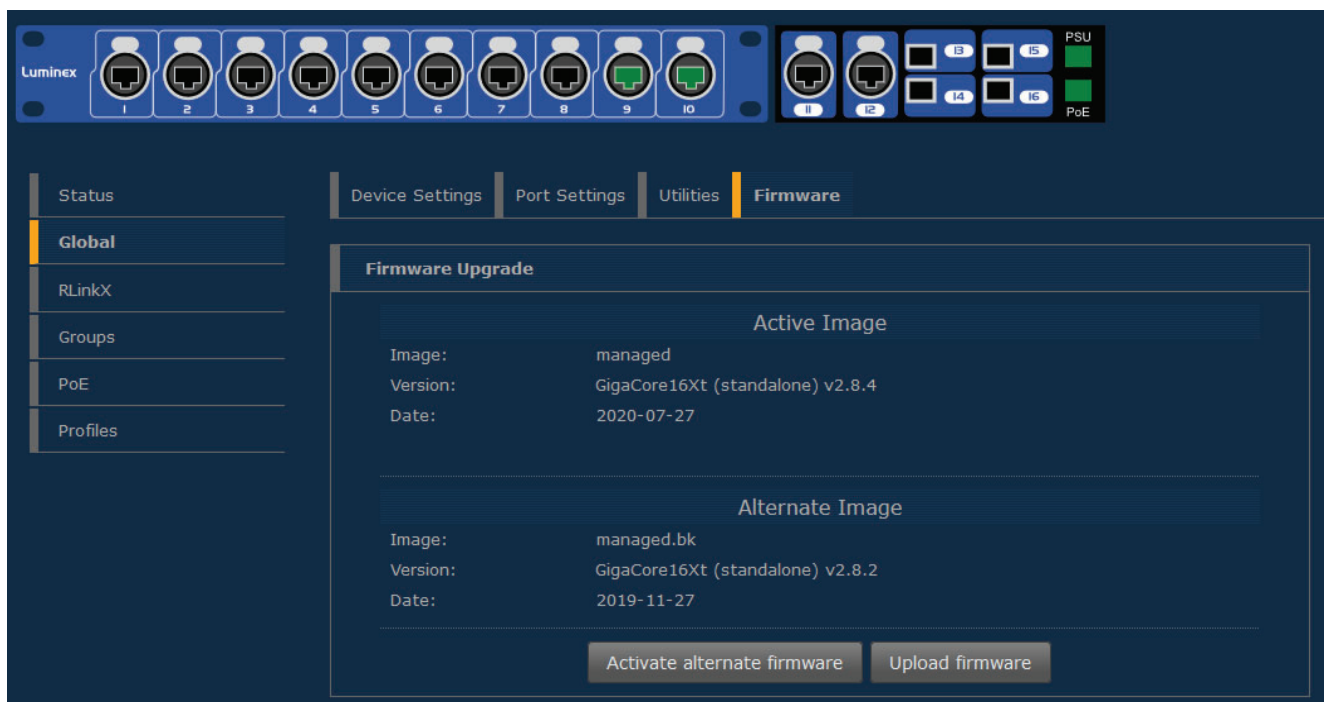 Luminex
1 2 3 4 5 6 7 8 9 10
11 12 13 14 15 16
PSU
PoE
Status
Global
RLinkX
Groups
PoE
Profiles
Device Settings Port Settings Utilities Firmware
Firmware Upgrade
Active Image
Image: managed
Version: GigaCore16Xt (standalone) v2.8.4
Date: 2020-07-27
Alternate Image
Image: managed.bk
Version: GigaCore16Xt (standalone) v2.8.2
Date: 2019-11-27
Activate alternate firmware Upload firmware